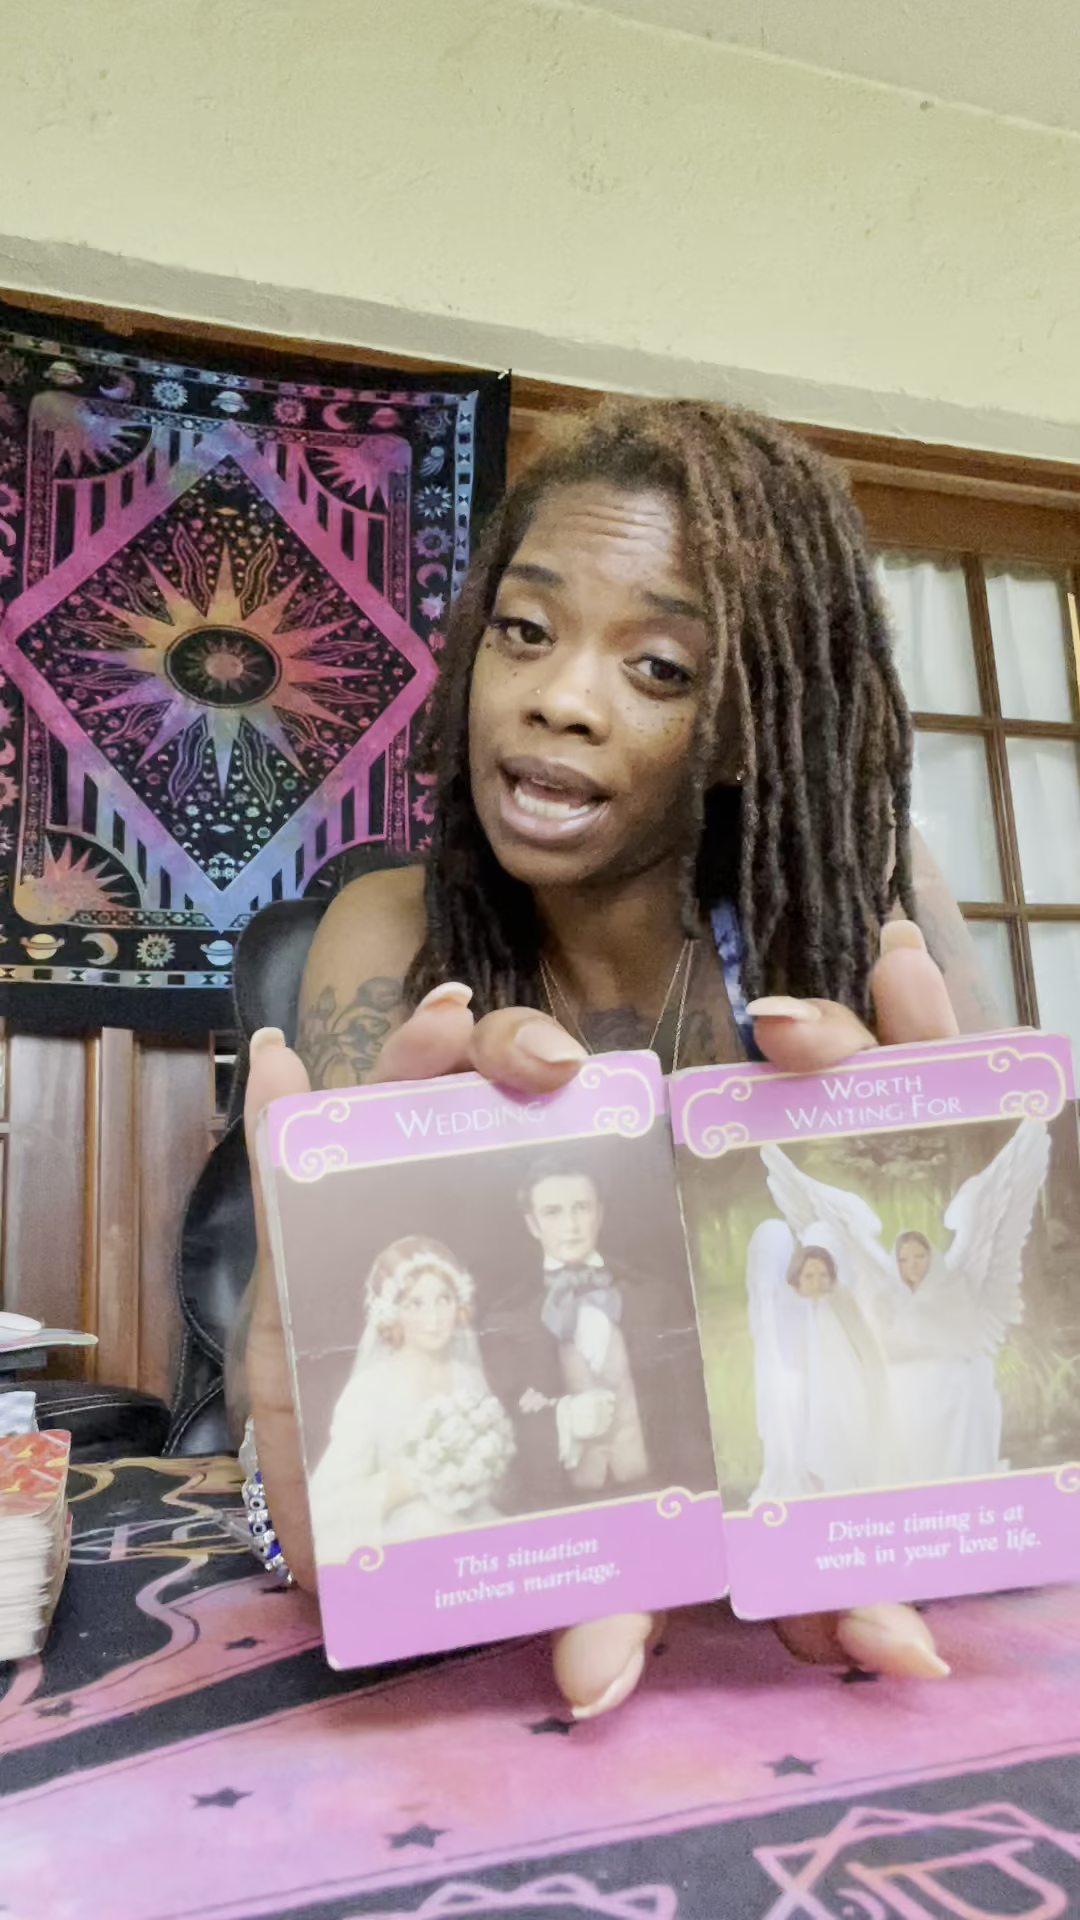 WEDDING
This situation
involves marriage.
WORTH
WAITING FOR
Divine timing is at
work in your love life.